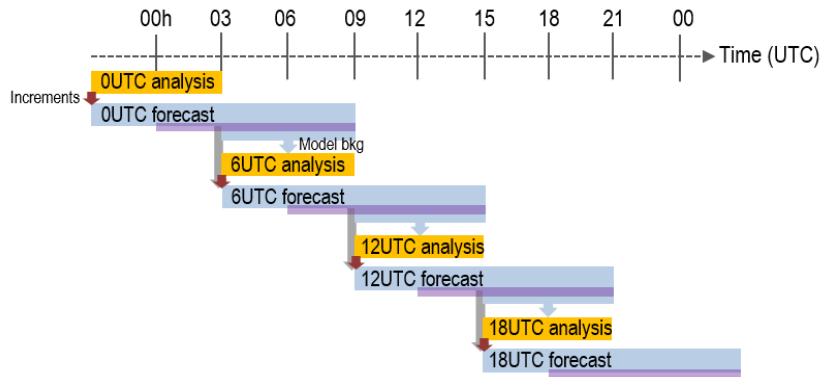 00h 03 06 09 12 15 18 21 00
Time (UTC)
0UTC analysis
Increments
0UTC forecast
Model bkg
6UTC analysis
6UTC forecast
12UTC analysis
12UTC forecast
18UTC analysis
18UTC forecast